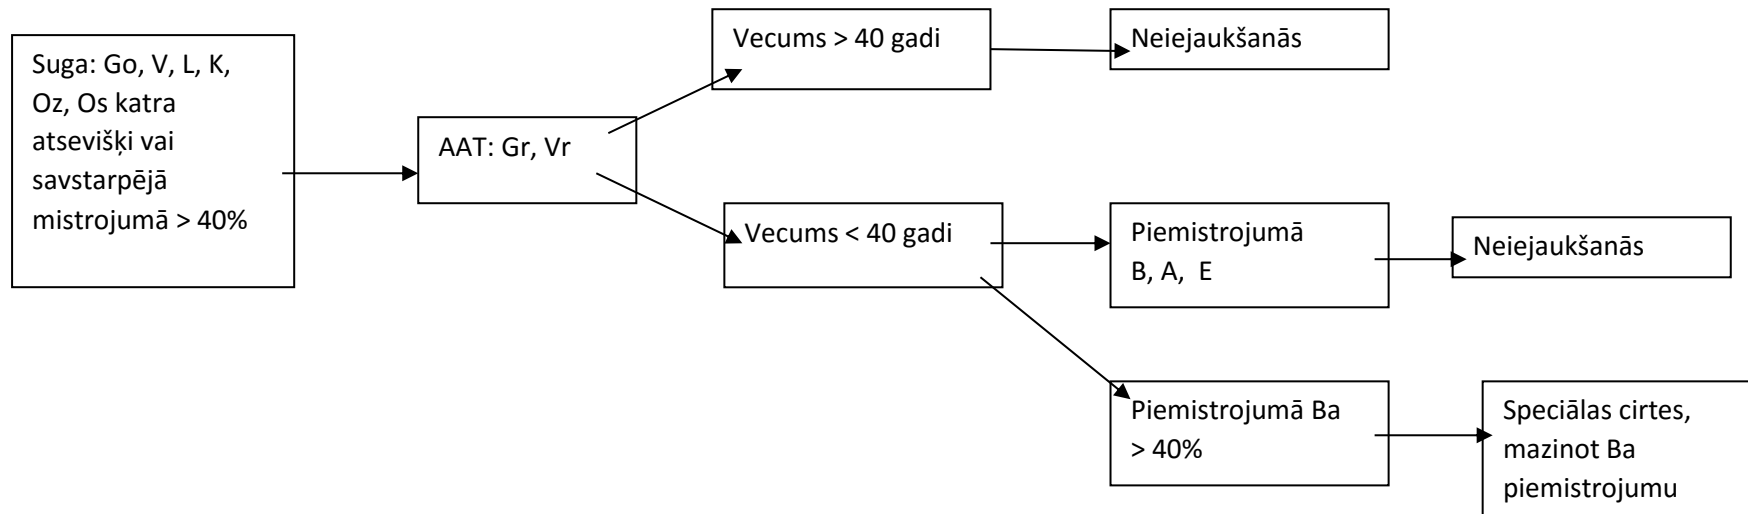 Suga: Go, V, L, K,
Oz, Os katra
atsevišķi vai
savstarpējā
mistrojumā > 40%
AAT: Gr, Vr
Vecums > 40 gadi
Neiejaukšanās
Vecums < 40 gadi
Piemistrojumā
B, A, E
Neiejaukšanās
Piemistrojumā Ba
> 40%
Speciālas cirtes,
mazinot Ba
piemistrojumu